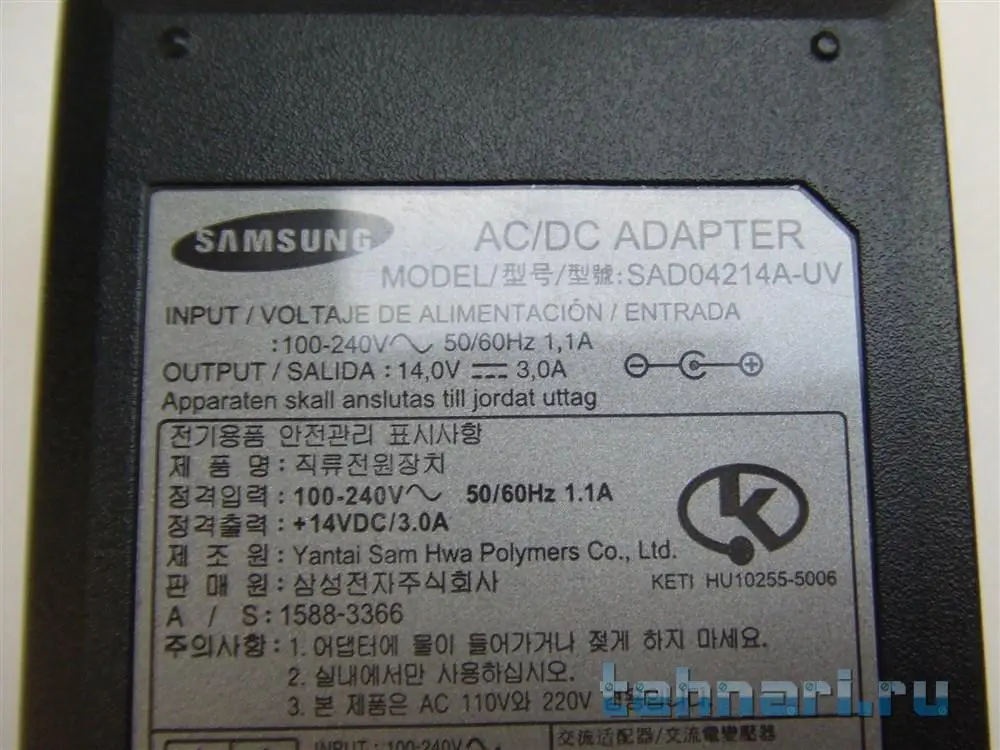 SAMSUNG
AC/DC ADAPTER
MODEL/型号/型號:SAD04214A-UV
INPUT / VOLTAJE DE ALIMENTACIÓN / ENTRADA
:100-240V 50/60Hz 1,1A
OUTPUT / SALIDA : 14,0V 3,0A
Apparaten skall anslutas till jordat uttag
전기용품 안전관리 표시사항
제 품 명 : 직류전원장치
정격입력 : 100-240V 50/60Hz 1.1A
정격출력 : +14VDC/3.0A
제 조 원 : Yantai Sam Hwa Polymers Co., Ltd.
판 매 원 : 삼성전자주식회사
KETI HU10255-5006
A / S : 1588-3366
주의사항 : 1. 어댑터에 물이 들어가거나 젖게 하지 마세요.
2. 실내에서만 사용하십시오.
3. 본 제품은 AC 110V와 220V
tahnari.ru
INPUT : 100-240V
交流适配器/交流電變壓器